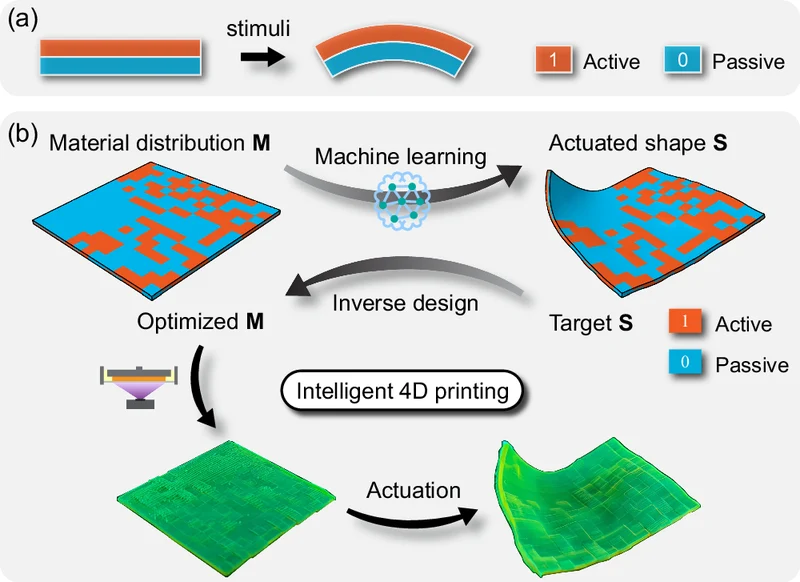 (a)
stimuli
1 Active
0 Passive
(b)
Material distribution M
Machine learning
Actuated shape S
Inverse design
Optimized M
Target S
1 Active
0 Passive
Intelligent 4D printing
Actuation